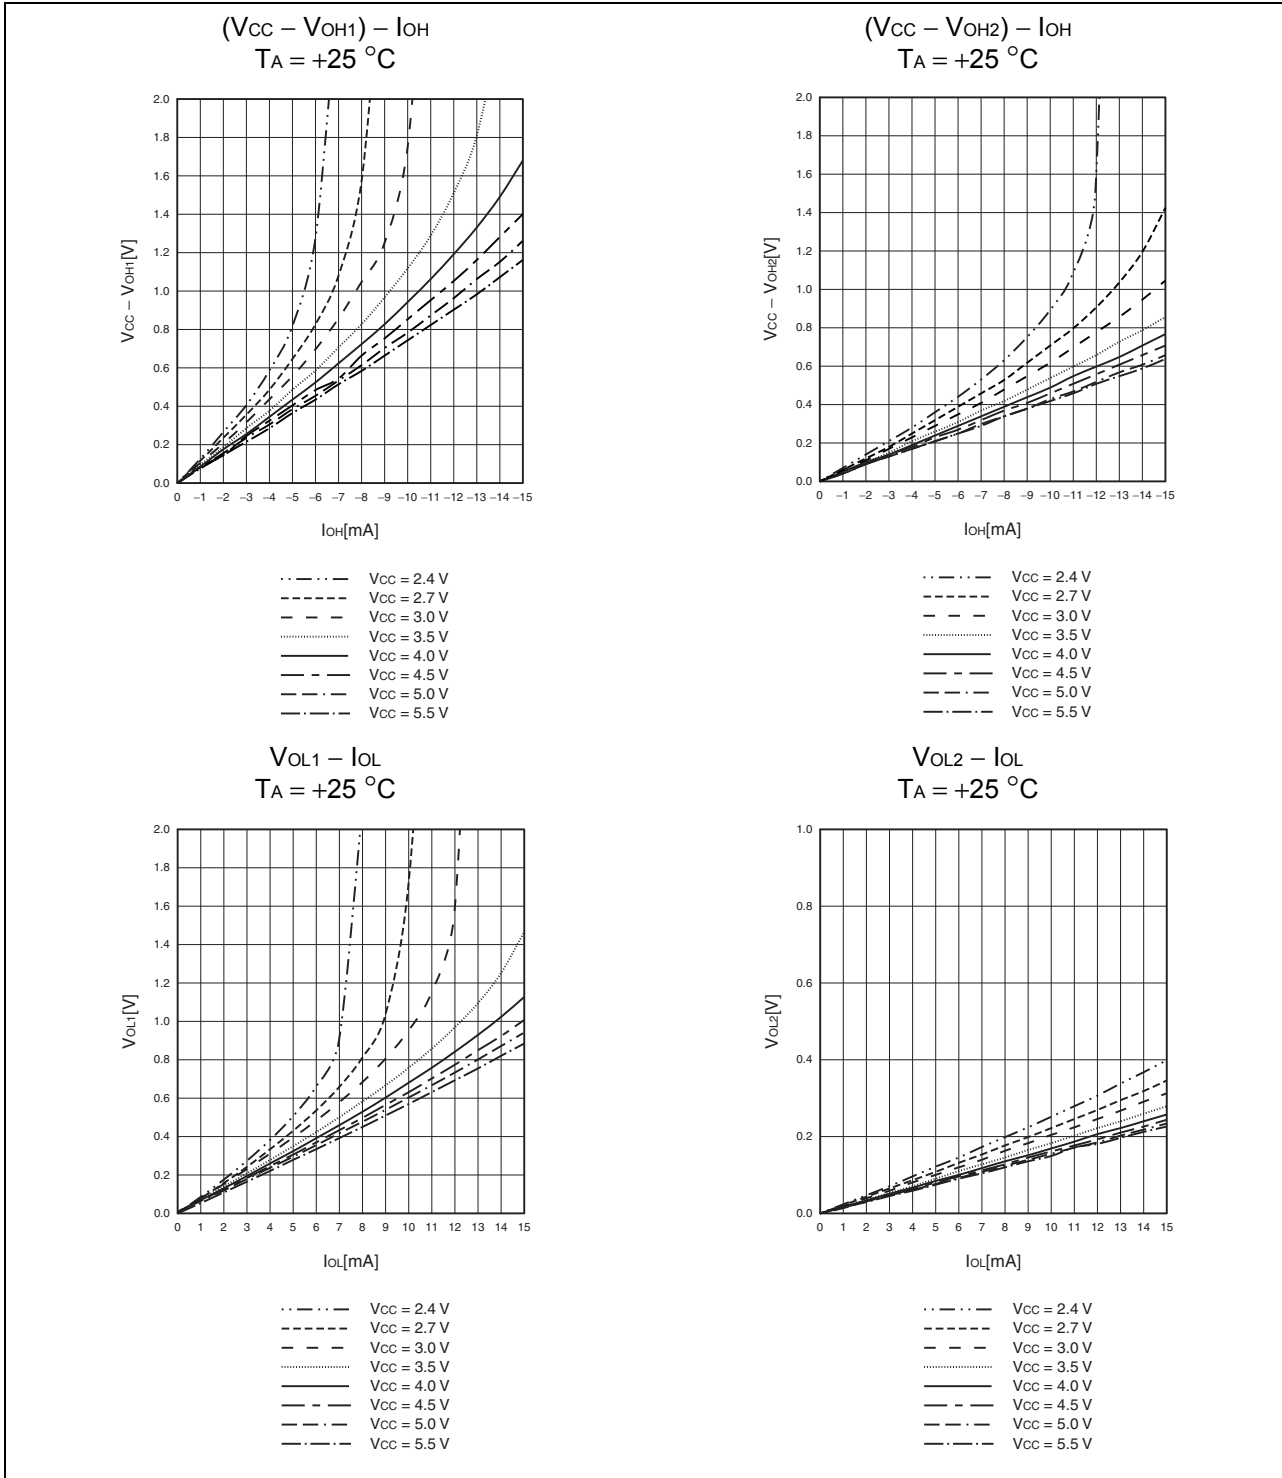 (VCC – VOH1) – IOH
TA = +25 °C
2.0
1.8
1.6
1.4
1.2
1.0
0.8
0.6
0.4
0.2
0.0
VCC – VOH1[V]
0 –1 –2 –3 –4 –5 –6 –7 –8 –9 –10 –11 –12 –13 –14 –15
IOH[mA]
VCC = 2.4 V
VCC = 2.7 V
VCC = 3.0 V
VCC = 3.5 V
VCC = 4.0 V
VCC = 4.5 V
VCC = 5.0 V
VCC = 5.5 V
(VCC – VOH2) – IOH
TA = +25 °C
2.0
1.8
1.6
1.4
1.2
1.0
0.8
0.6
0.4
0.2
0.0
VCC – VOH2[V]
0 –1 –2 –3 –4 –5 –6 –7 –8 –9 –10 –11 –12 –13 –14 –15
IOH[mA]
VCC = 2.4 V
VCC = 2.7 V
VCC = 3.0 V
VCC = 3.5 V
VCC = 4.0 V
VCC = 4.5 V
VCC = 5.0 V
VCC = 5.5 V
VOL1 – IOL
TA = +25 °C
2.0
1.8
1.6
1.4
1.2
1.0
0.8
0.6
0.4
0.2
0.0
VOL1[V]
0 1 2 3 4 5 6 7 8 9 10 11 12 13 14 15
IOL[mA]
VCC = 2.4 V
VCC = 2.7 V
VCC = 3.0 V
VCC = 3.5 V
VCC = 4.0 V
VCC = 4.5 V
VCC = 5.0 V
VCC = 5.5 V
VOL2 – IOL
TA = +25 °C
1.0
0.8
0.6
0.4
0.2
0.0
VOL2[V]
0 1 2 3 4 5 6 7 8 9 10 11 12 13 14 15
IOL[mA]
VCC = 2.4 V
VCC = 2.7 V
VCC = 3.0 V
VCC = 3.5 V
VCC = 4.0 V
VCC = 4.5 V
VCC = 5.0 V
VCC = 5.5 V